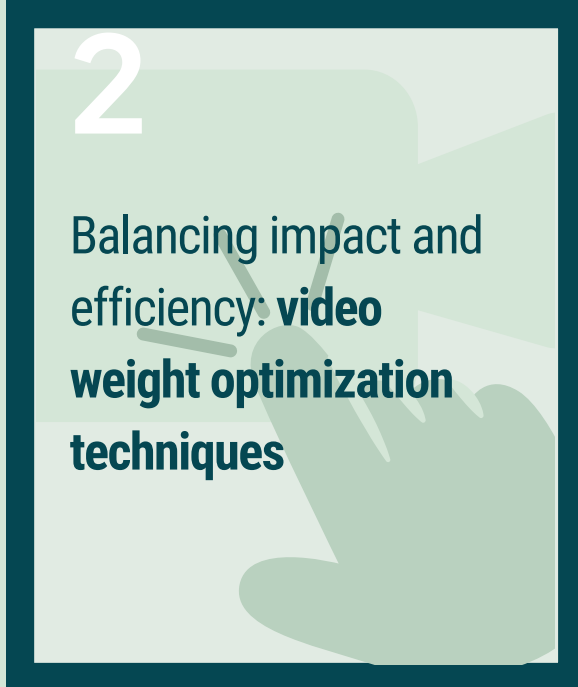 2
Balancing impact and
efficiency: video
weight optimization
techniques